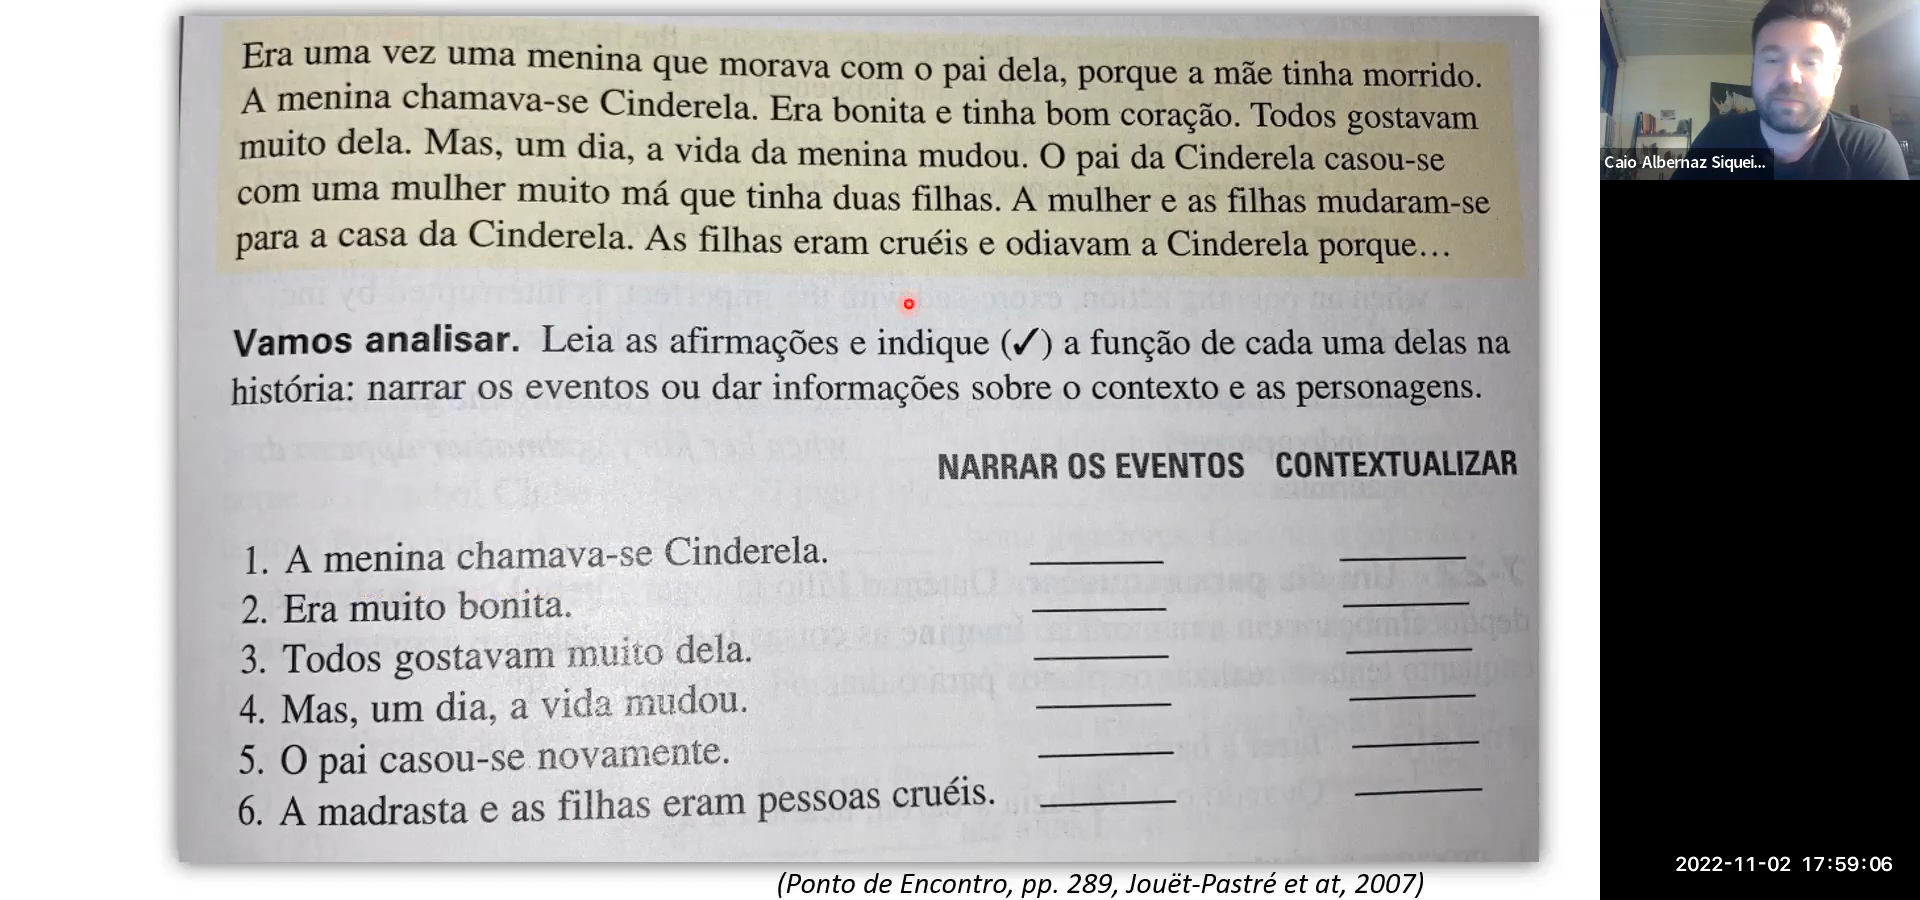 Era uma vez uma menina que morava com o pai dela, porque a mãe tinha morrido.
A menina chamava-se Cinderela. Era bonita e tinha bom coração. Todos gostavam
muito dela. Mas, um dia, a vida da menina mudou. O pai da Cinderela casou-se
com uma mulher muito má que tinha duas filhas. A mulher e as filhas mudaram-se
para a casa da Cinderela. As filhas eram cruéis e odiavam a Cinderela porque...
Vamos analisar. Leia as afirmações e indique (✓) a função de cada uma delas na
história: narrar os eventos ou dar informações sobre o contexto e as personagens.
NARRAR OS EVENTOS CONTEXTUALIZAR
1. A menina chamava-se Cinderela.
2. Era muito bonita.
3. Todos gostavam muito dela.
4. Mas, um dia, a vida mudou.
5. O pai casou-se novamente.
6. A madrasta e as filhas eram pessoas cruéis.
(Ponto de Encontro, pp. 289, Jouët-Pastré et at, 2007)
Caio Albernaz Siquei...
2022-11-02 17:59:06